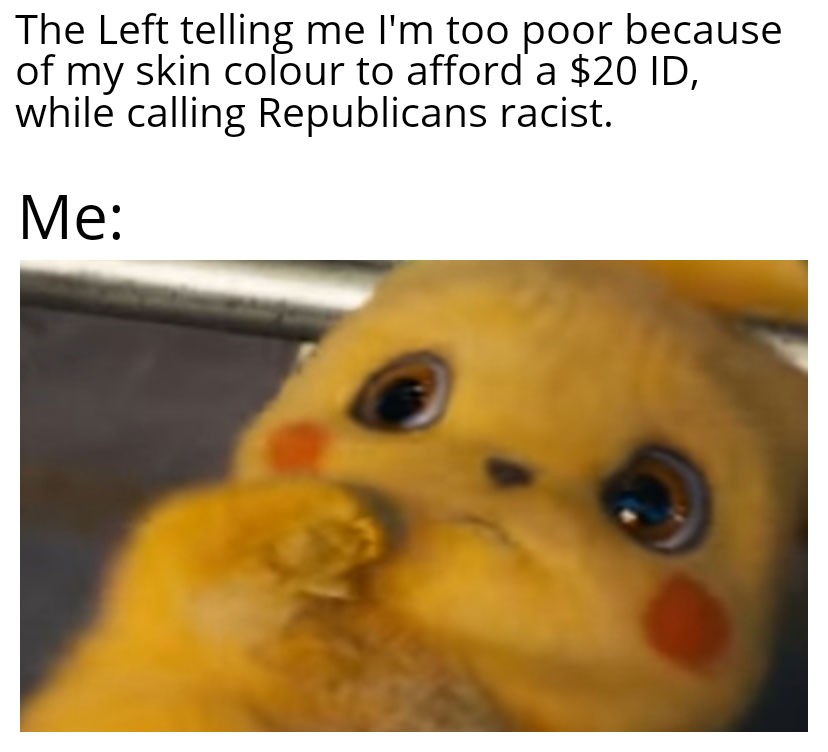 The Left telling me I'm too poor because
of my skin colour to afford a $20 ID,
while calling Republicans racist.
Me: